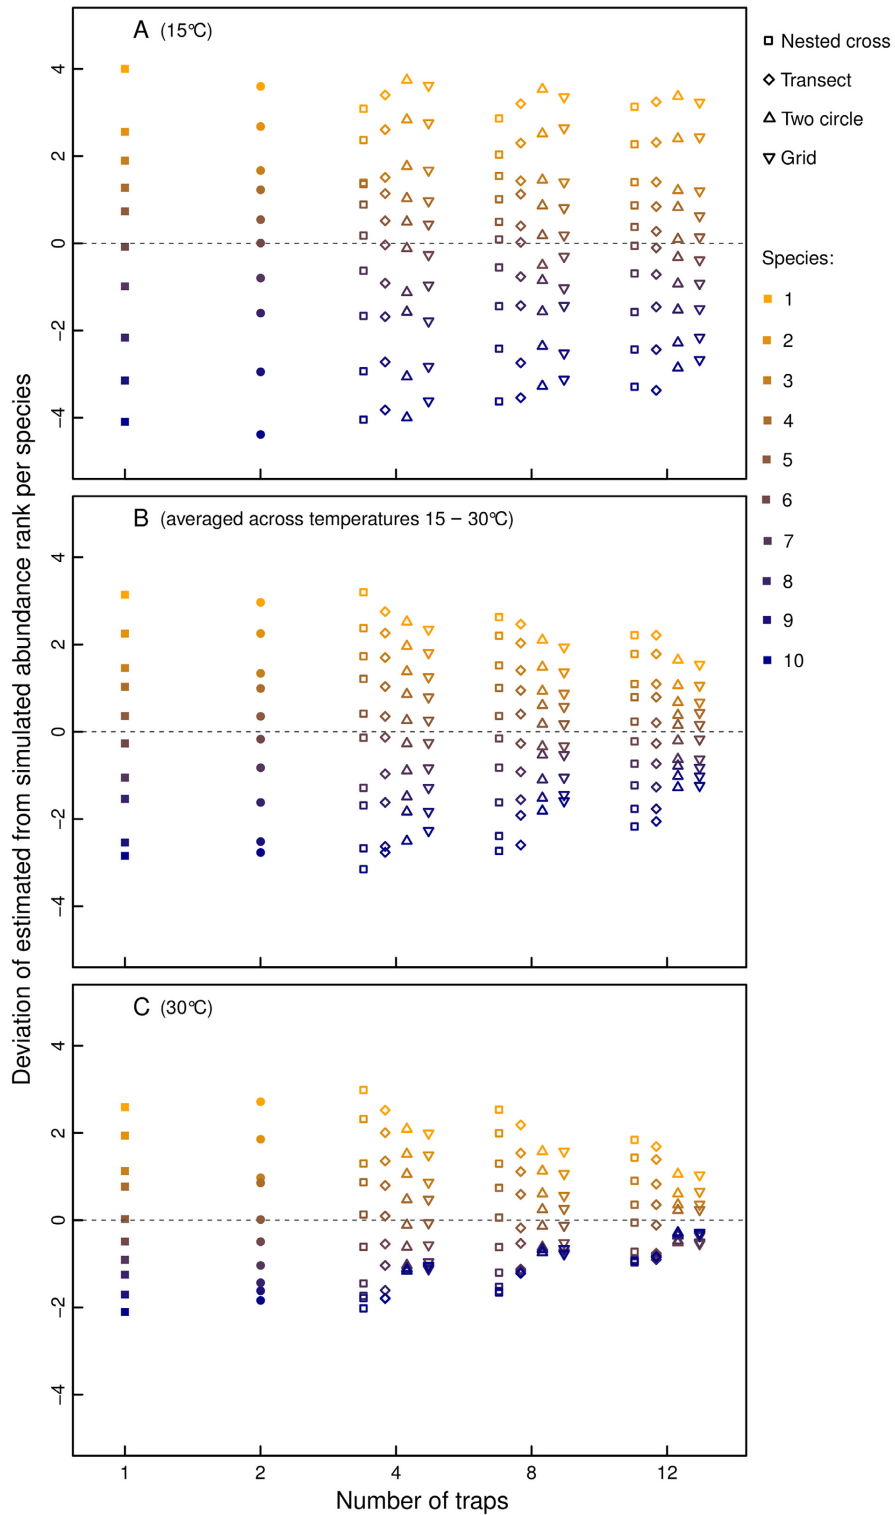 A (15°C)
4
2
0
−2
−4
Nested cross
Transect
Two circle
Grid
Species:
1
2
3
4
5
6
7
8
9
10
Deviation of estimated from simulated abundance rank per species
B (averaged across temperatures 15 − 30°C)
4
2
0
−2
−4
C (30°C)
4
2
0
−2
−4
1 2 4 8 12
Number of traps